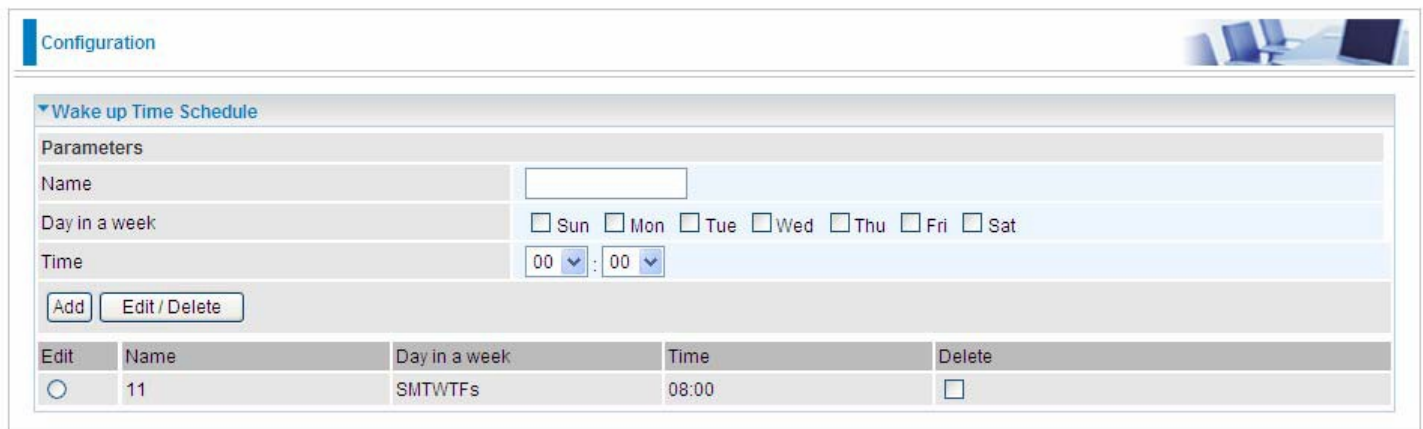 Configuration
Wake up Time Schedule
Parameters
Name
Day in a week Sun Mon Tue Wed Thu Fri Sat
Time 00 : 00
Add Edit / Delete
Edit Name Day in a week Time Delete
11 SMTWTFs 08:00